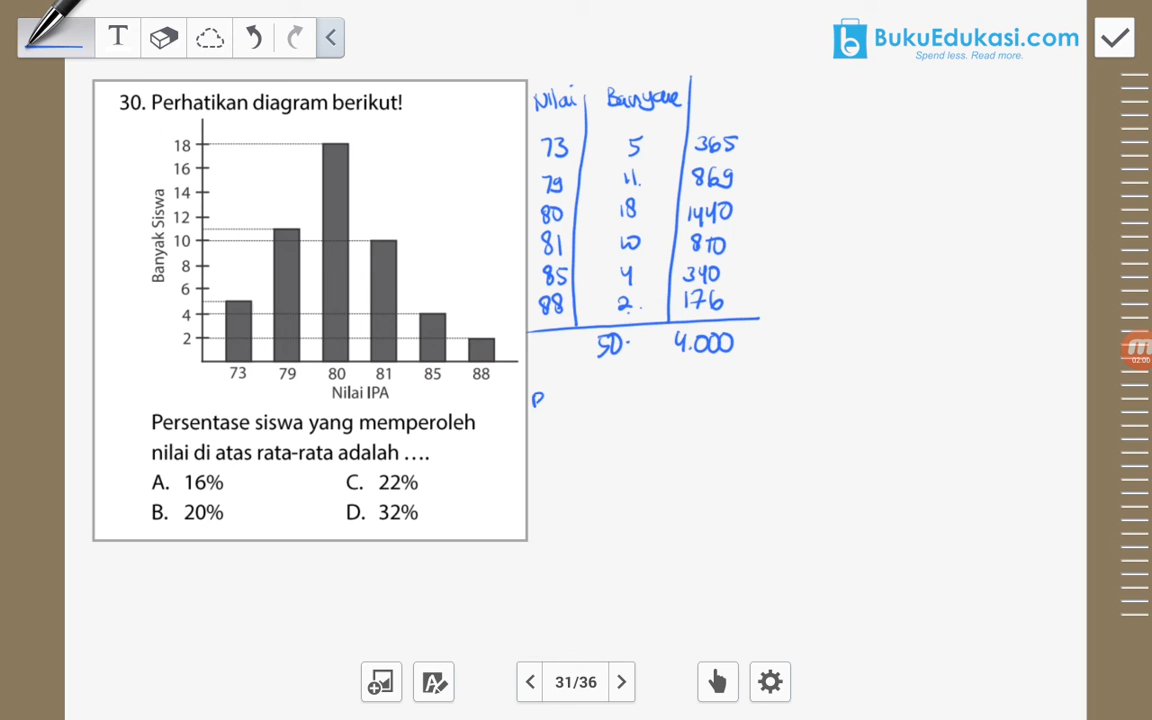 T
BukuEdukasi.com
Spend less. Read more.
30. Perhatikan diagram berikut!
Banyak Siswa
18
16
14
12
10
8
6
4
2
73 79 80 81 85 88
Nilai IPA
Persentase siswa yang memperoleh
nilai di atas rata-rata adalah ....
A. 16% C. 22%
B. 20% D. 32%
Nilai
73 5 365
79 11. 869
80 18 1440
81 10 810
85 4 340
88 2. 176
50. 4.000
P
02:00
31/36